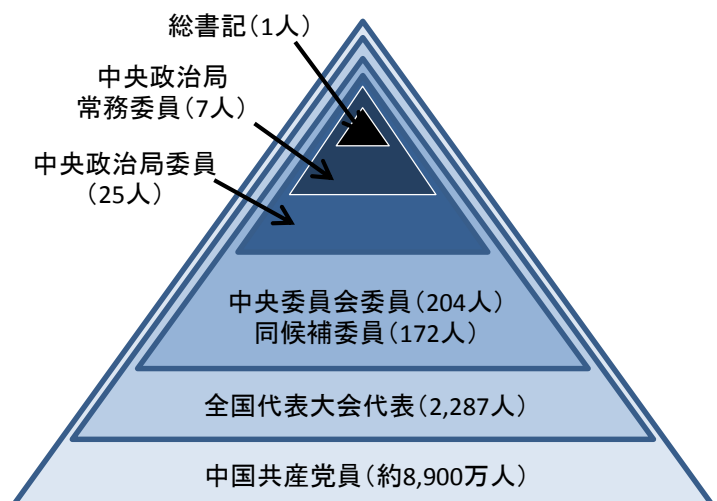 総書記(1人)
中央政治局
常務委員(7人)
中央政治局委員
(25人)
中央委員会委員(204人)
同候補委員(172人)
全国代表大会代表(2,287人)
中国共産党員(約8,900万人)